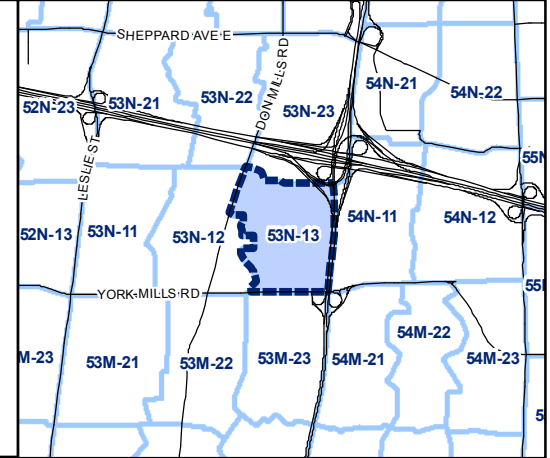 SHEPPARD AVE E
DON MILLS RD
54N-21
54N-22
52N-23
53N-21
53N-22
53N-23
55N
LESLIE ST
52N-13
53N-11
53N-12
53N-13
54N-11
54N-12
YORK MILLS RD
M-23
53M-21
53M-22
53M-23
54M-21
54M-22
54M-23
5